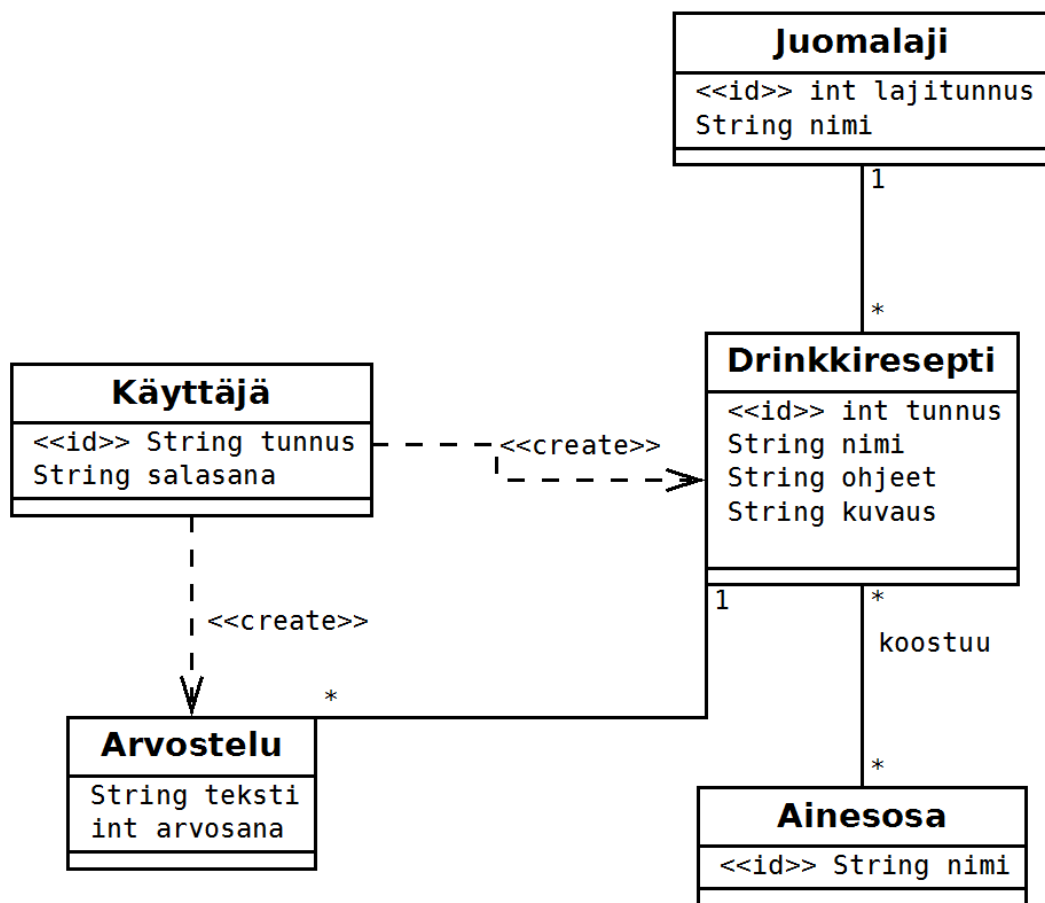 Juomalaji
<<id>> int lajitunnus
String nimi
1
*
Drinkkiresepti
<<id>> int tunnus
String nimi
String ohjeet
String kuvaus
Käyttäjä
<<id>> String tunnus
String salasana
<<create>>
<<create>>
1
*
koostuu
*
*
Arvostelu
String teksti
int arvosana
Ainesosa
<<id>> String nimi